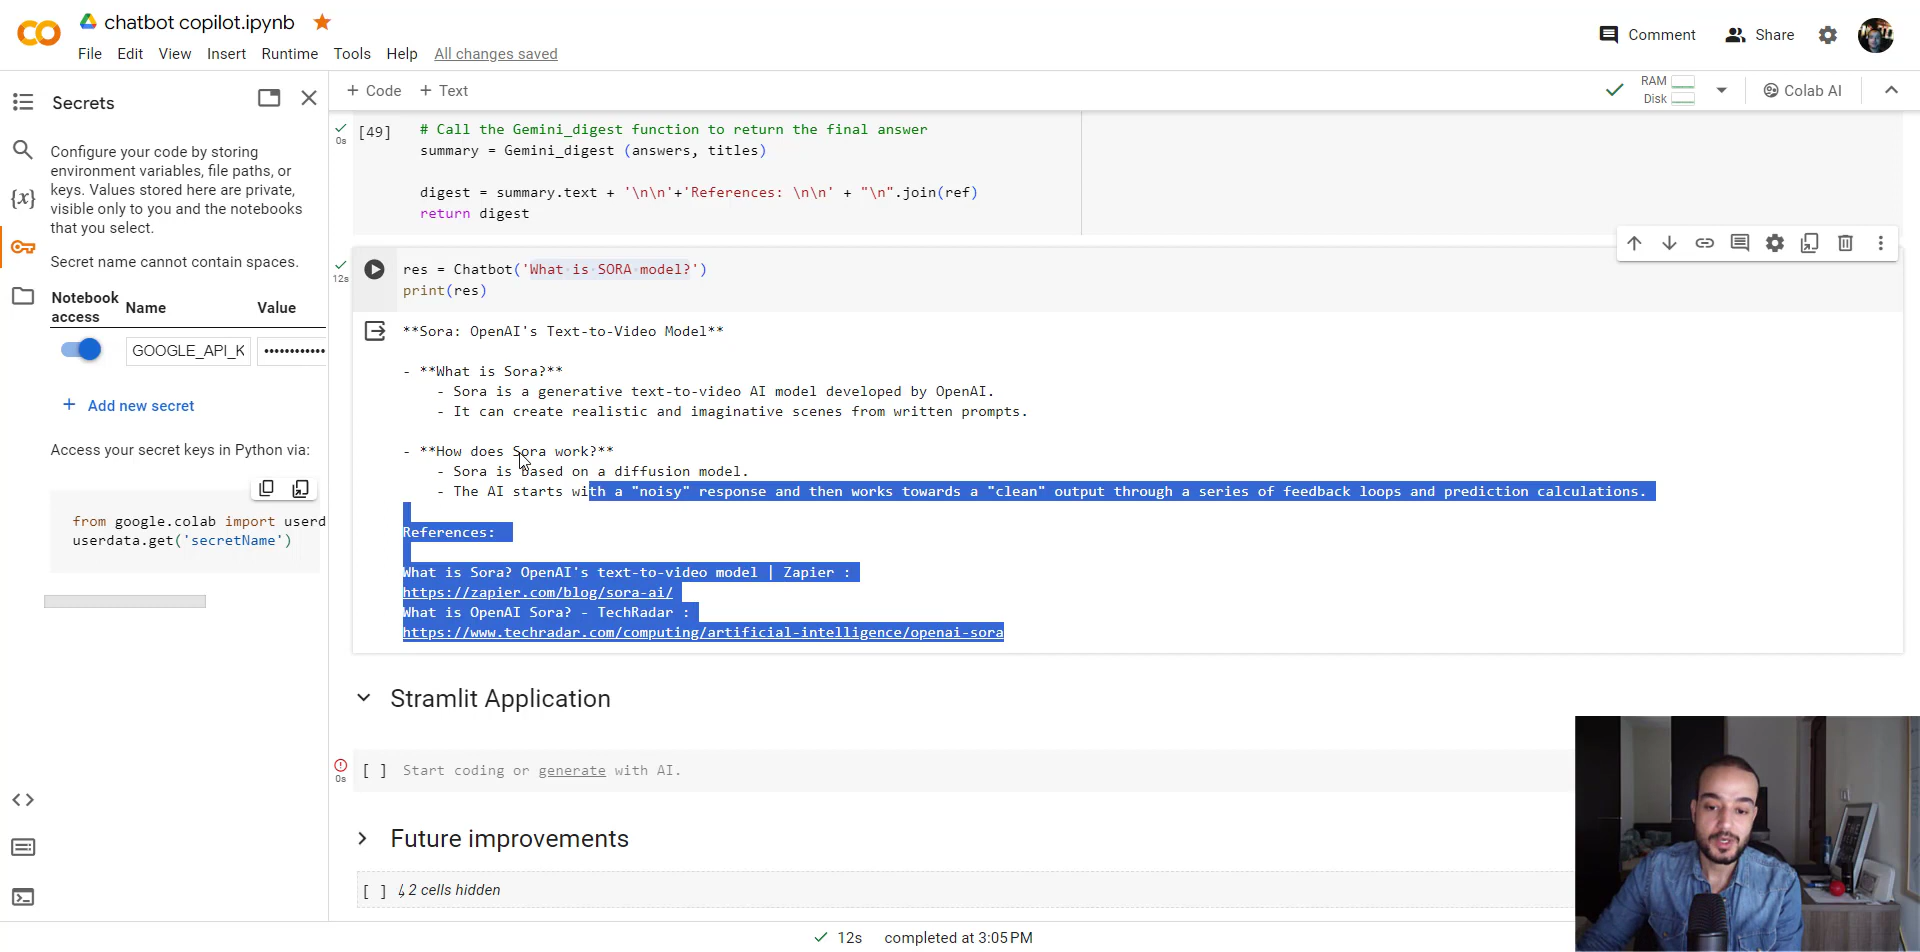 chatbot copilot.ipynb
File Edit View Insert Runtime Tools Help All changes saved
Comment Share
+ Code + Text
RAM
Disk
Colab AI
Secrets
Configure your code by storing
environment variables, file paths, or
keys. Values stored here are private,
visible only to you and the notebooks
that you select.
Secret name cannot contain spaces.
Notebook
access Name Value
GOOGLE_API_K ••••••••••••
+ Add new secret
Access your secret keys in Python via:
from google.colab import userd
userdata.get('secretName')
0s [49] # Call the Gemini_digest function to return the final answer
summary = Gemini_digest (answers, titles)
digest = summary.text + '\n\n'+'References: \n\n' + "\n".join(ref)
return digest
12s res = Chatbot('What is SORA model?')
print(res)
**Sora: OpenAI's Text-to-Video Model**
- **What is Sora?**
- Sora is a generative text-to-video AI model developed by OpenAI.
- It can create realistic and imaginative scenes from written prompts.
- **How does Sora work?**
- Sora is based on a diffusion model.
- The AI starts with a "noisy" response and then works towards a "clean" output through a series of feedback loops and prediction calculations.
References:
What is Sora? OpenAI's text-to-video model | Zapier :
https://zapier.com/blog/sora-ai/
What is OpenAI Sora? - TechRadar :
https://www.techradar.com/computing/artificial-intelligence/openai-sora
Stramlit Application
0s [ ] Start coding or generate with AI.
Future improvements
[ ] ↳ 2 cells hidden
12s completed at 3:05 PM